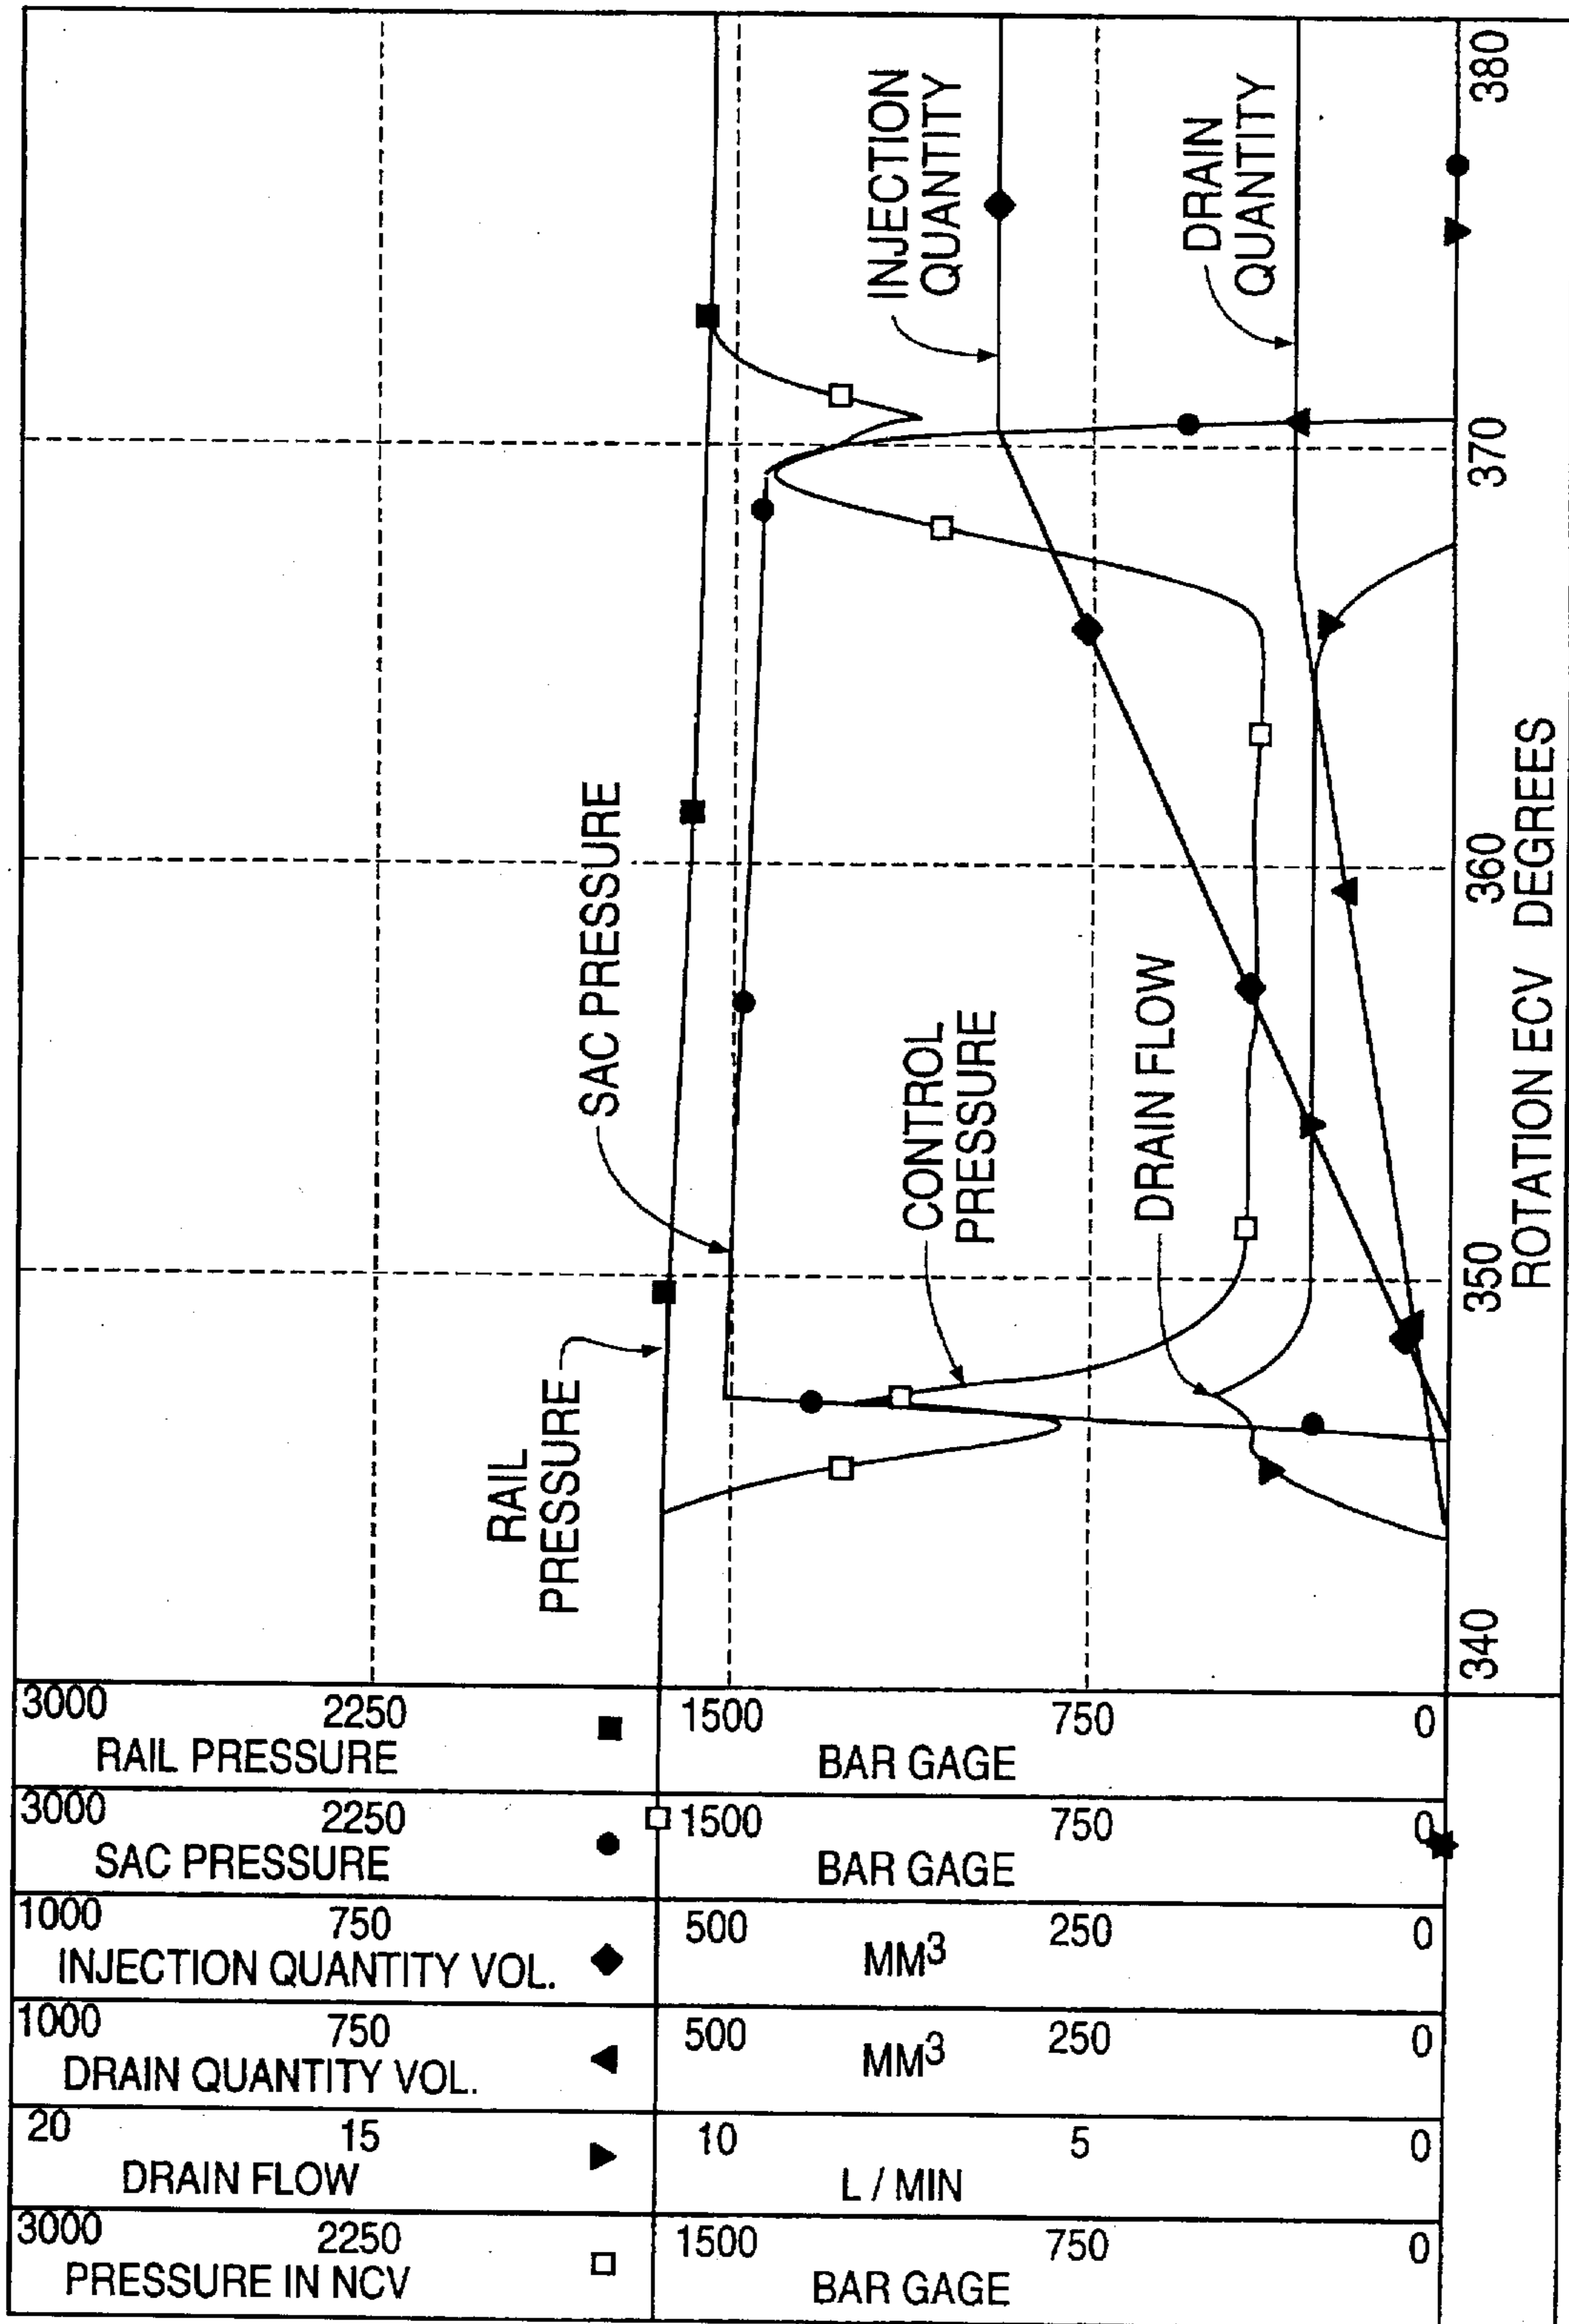 3000
2250
1500
750
0
RAIL PRESSURE
BAR GAGE
3000
2250
1500
750
0
SAC PRESSURE
BAR GAGE
1000
750
500
250
0
INJECTION QUANTITY VOL.
MM3
1000
750
500
250
0
DRAIN QUANTITY VOL.
MM3
20
15
10
5
0
DRAIN FLOW
L / MIN
3000
2250
1500
750
0
PRESSURE IN NCV
BAR GAGE
RAIL
PRESSURE
SAC PRESSURE
CONTROL
PRESSURE
DRAIN FLOW
INJECTION
QUANTITY
DRAIN
QUANTITY
340
350
360
370
380
ROTATION ECV DEGREES